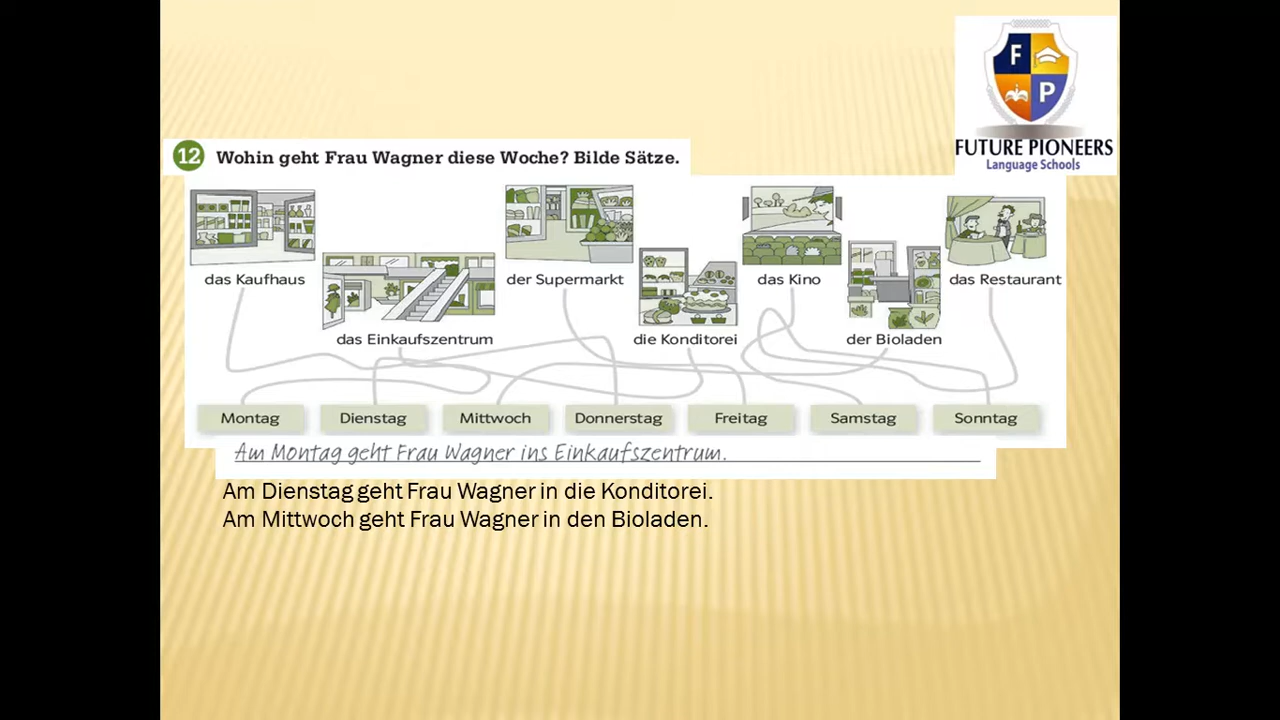 F
P
FUTURE PIONEERS
Language Schools
12 Wohin geht Frau Wagner diese Woche? Bilde Sätze.
das Kaufhaus der Supermarkt das Kino das Restaurant
das Einkaufszentrum die Konditorei der Bioladen
Montag Dienstag Mittwoch Donnerstag Freitag Samstag Sonntag
Am Montag geht Frau Wagner ins Einkaufszentrum.
Am Dienstag geht Frau Wagner in die Konditorei.
Am Mittwoch geht Frau Wagner in den Bioladen.